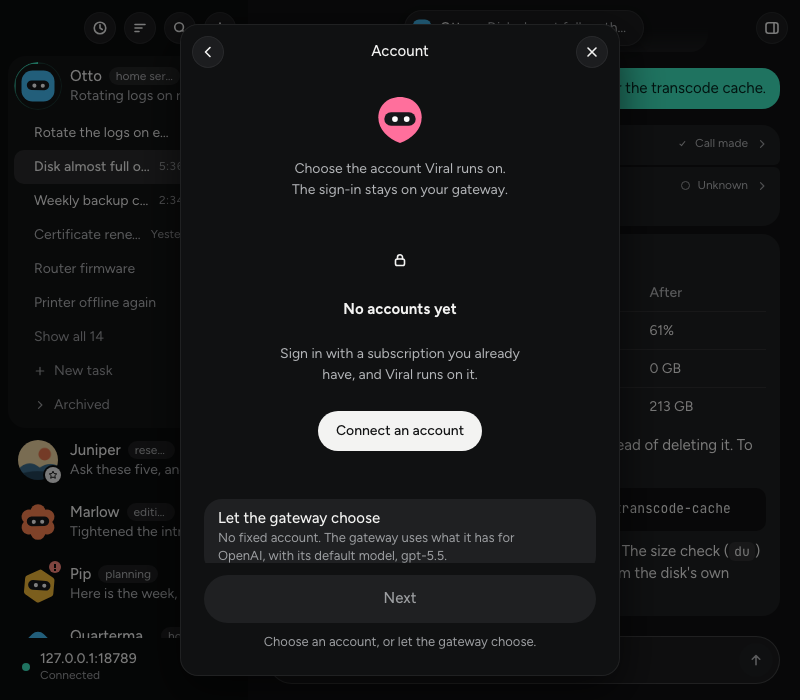 Account
Choose the account Viral runs on.
The sign-in stays on your gateway.
No accounts yet
Sign in with a subscription you already
have, and Viral runs on it.
Connect an account
Let the gateway choose
No fixed account. The gateway uses what it has for
OpenAI, with its default model, gpt-5.5.
Next
Choose an account, or let the gateway choose.
Otto home ser...
Rotating logs on
Rotate the logs on e...
Disk almost full o... 5:36
Weekly backup c... 2:34
Certificate rene... Yeste
Router firmware
Printer offline again
Show all 14
New task
Archived
Juniper rese...
Ask these five, an
Marlow editi...
Tightened the intr
Pip planning
Here is the week,
Quarterma
127.0.0.1:18789
Connected
the transcode cache.
Call made
Unknown
After
61%
0 GB
213 GB
ead of deleting it. To
transcode-cache
The size check ( du )
m the disk's own